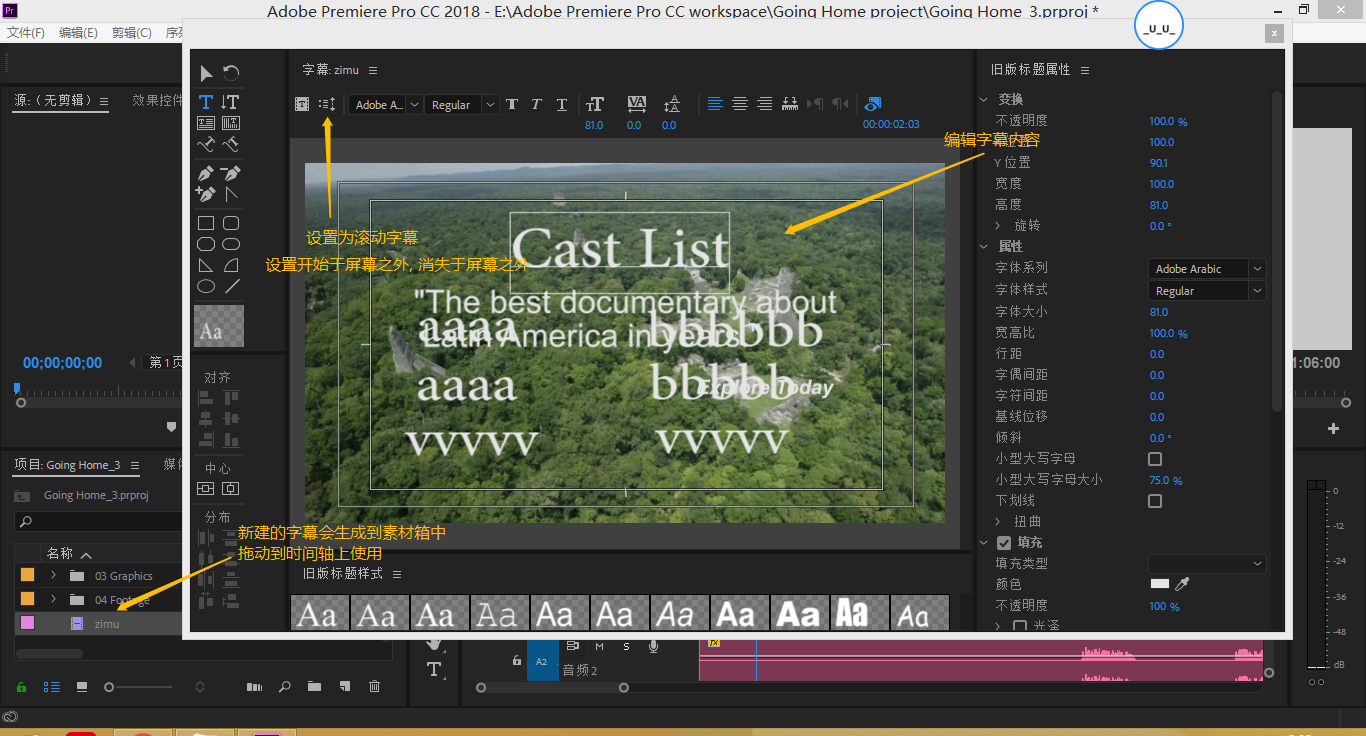 Adobe Premiere Pro CC 2018 - E:\Adobe Premiere Pro CC workspace\Going Home project\Going Home_3.prproj *
文件(F) 编辑(E) 剪辑(C)
_U_U_
源:（无剪辑）
效果控件
字幕: zimu
旧版标题属性
Adobe A...
Regular
81.0
0.0
0.0
00:00:02:03
设置为滚动字幕
设置开始于屏幕之外, 消失于屏幕之外
编辑字幕内容
Cast List
"The best documentary about
Latin America in years
aaaa
bbbbbb
aaaa
bbbbb
Explore Today
vvvvv
vvvvv
变换
不透明度 100.0 %
100.0
Y 位置 90.1
宽度 100.0
高度 81.0
旋转 0.0 °
属性
字体系列 Adobe Arabic
字体样式 Regular
字体大小 81.0
宽高比 100.0 %
行距 0.0
字偶间距 0.0
字符间距 0.0
基线位移 0.0
倾斜 0.0 °
小型大写字母
小型大写字母大小 75.0 %
下划线
扭曲
填充
填充类型
颜色
不透明度 100 %
光泽
Aa
对齐
中心
分布
00;00;00;00
第 1 页
1:06:00
项目: Going Home_3
Going Home_3.prproj
新建的字幕会生成到素材箱中
拖动到时间轴上使用
名称
03 Graphics
04 Footage
zimu
旧版标题样式
Aa Aa Aa Aa Aa Aa Aa Aa Aa Aa Aa
A2
M
S
音频 2
fx
0
-12
-24
-36
-48
dB